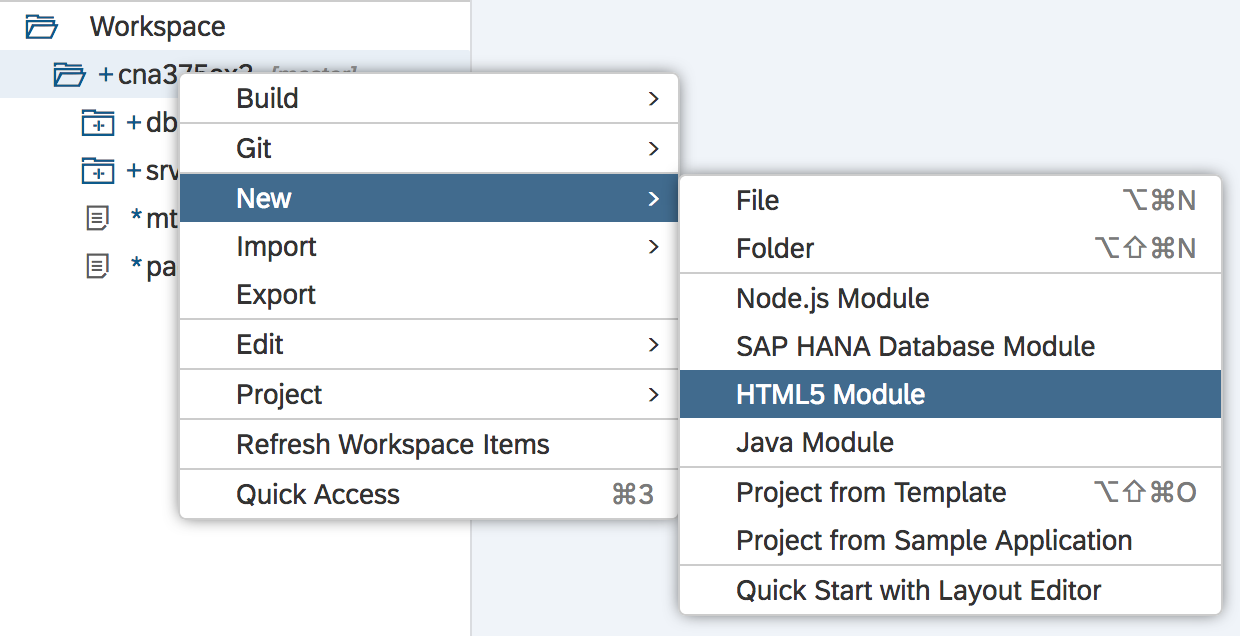 Workspace
+ cna375ex3 [master]
Build
+ db
Git
+ srv
New
File ⌥⌘N
* mt
Import
Folder ⌥⇧⌘N
* pa
Export
Node.js Module
Edit
SAP HANA Database Module
Project
HTML5 Module
Refresh Workspace Items
Java Module
Quick Access ⌘3
Project from Template ⌥⇧⌘O
Project from Sample Application
Quick Start with Layout Editor